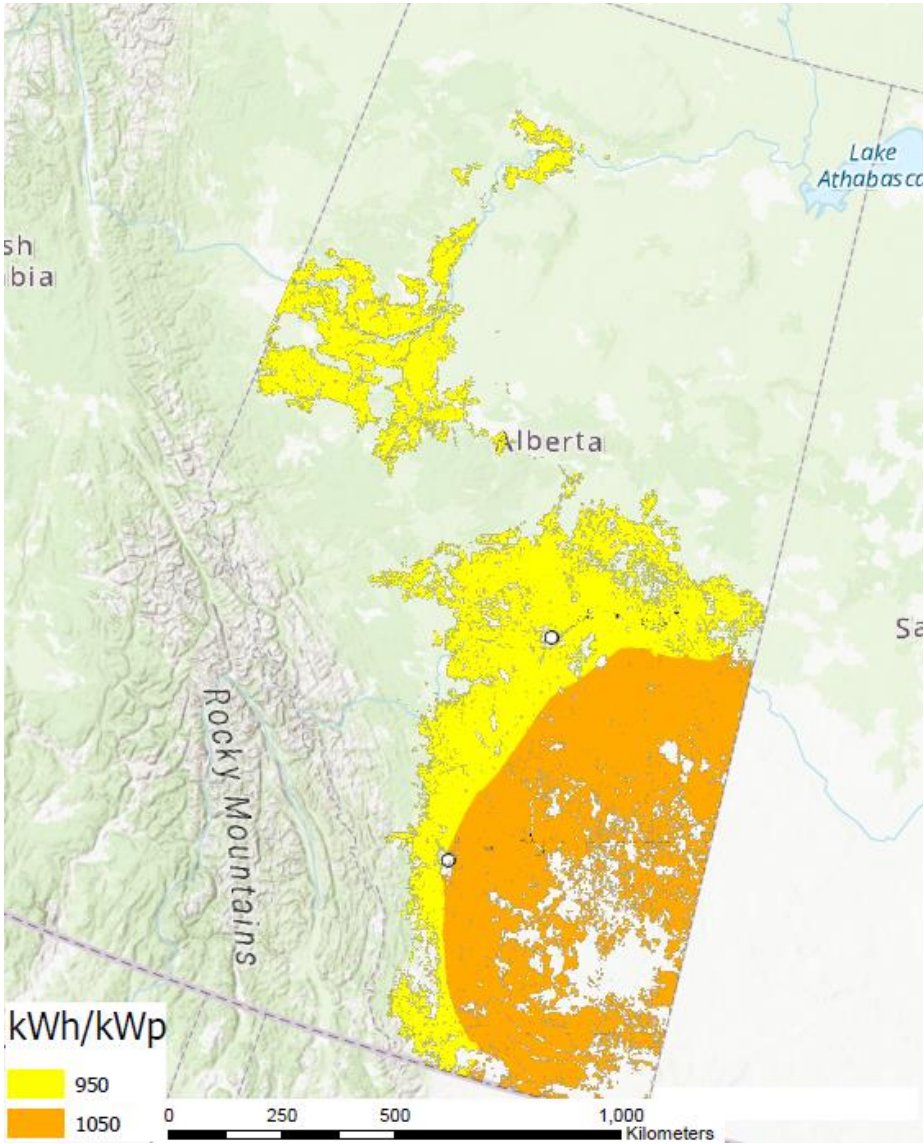 Lake
Athabasca
sh
bia
Alberta
Sa
Rocky Mountains
kWh/kWp
950
1050
0 250 500 1,000
Kilometers